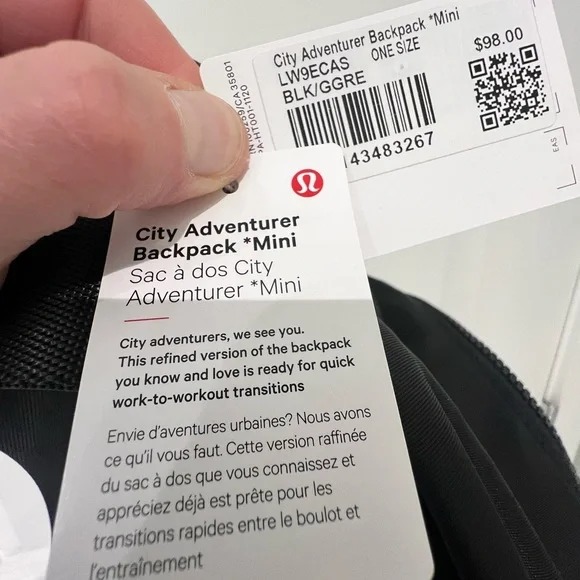 City Adventurer Backpack *Mini
LW9ECAS ONE SIZE
BLK/GGRE
$98.00
43483267
EAS
City Adventurer
Backpack *Mini
Sac à dos City
Adventurer *Mini
City adventurers, we see you.
This refined version of the backpack
you know and love is ready for quick
work-to-workout transitions
Envie d'aventures urbaines? Nous avons
ce qu'il vous faut. Cette version raffinée
du sac à dos que vous connaissez et
appréciez déjà est prête pour les
transitions rapides entre le boulot et
l'entraînement